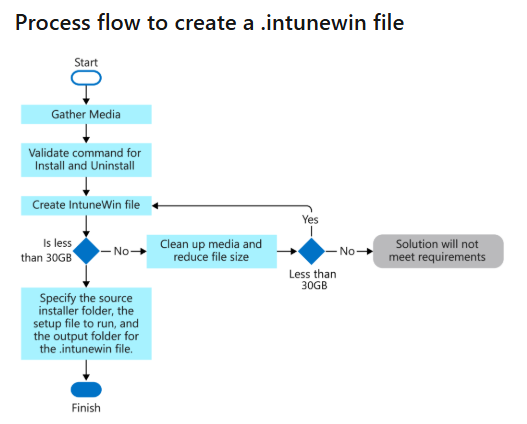 Process flow to create a .intunewin file
Start
Gather Media
Validate command for
Install and Uninstall
Create IntuneWin file
Yes
Is less
than 30GB
No
Clean up media and
reduce file size
No
Solution will not
meet requirements
Less than
30GB
Specify the source
installer folder, the
setup file to run, and
the output folder for
the .intunewin file.
Finish